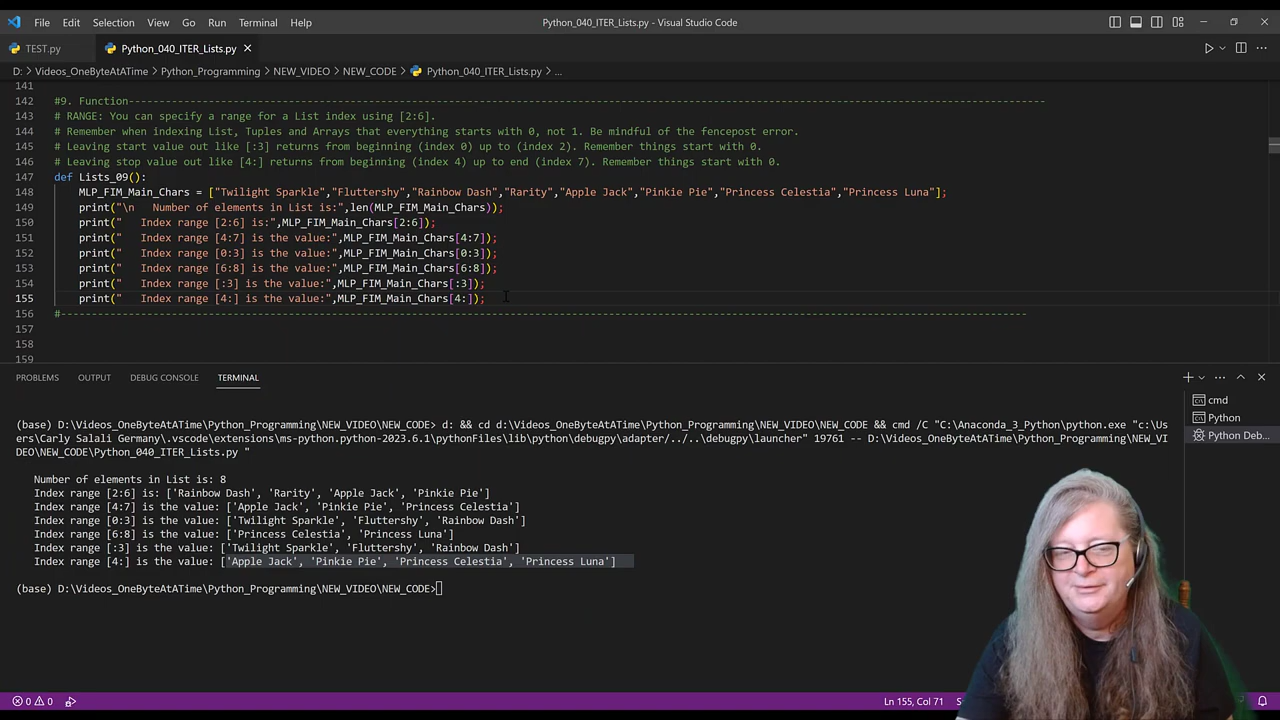 File Edit Selection View Go Run Terminal Help Python_040_ITER_Lists.py - Visual Studio Code
TEST.py Python_040_ITER_Lists.py
D: > Videos_OneByteAtATime > Python_Programming > NEW_VIDEO > NEW_CODE > Python_040_ITER_Lists.py > ...
141
142 #9. Function-----------------------------------------------------------------------------------------------------------------------------------------------------
143 # RANGE: You can specify a range for a List index using [2:6].
144 # Remember when indexing List, Tuples and Arrays that everything starts with 0, not 1. Be mindful of the fencepost error.
145 # Leaving start value out like [:3] returns from beginning (index 0) up to (index 2). Remember things start with 0.
146 # Leaving stop value out like [4:] returns from beginning (index 4) up to end (index 7). Remember things start with 0.
147 def Lists_09():
148 MLP_FIM_Main_Chars = ["Twilight Sparkle","Fluttershy","Rainbow Dash","Rarity","Apple Jack","Pinkie Pie","Princess Celestia","Princess Luna"];
149 print("\n   Number of elements in List is:",len(MLP_FIM_Main_Chars));
150 print("   Index range [2:6] is:",MLP_FIM_Main_Chars[2:6]);
151 print("   Index range [4:7] is the value:",MLP_FIM_Main_Chars[4:7]);
152 print("   Index range [0:3] is the value:",MLP_FIM_Main_Chars[0:3]);
153 print("   Index range [6:8] is the value:",MLP_FIM_Main_Chars[6:8]);
154 print("   Index range [:3] is the value:",MLP_FIM_Main_Chars[:3]);
155 print("   Index range [4:] is the value:",MLP_FIM_Main_Chars[4:]);
156 #-------------------------------------------------------------------------------------------------------------------------------------------------------------
157
158
159
PROBLEMS OUTPUT DEBUG CONSOLE TERMINAL
(base) D:\Videos_OneByteAtATime\Python_Programming\NEW_VIDEO\NEW_CODE> d: && cd d:\Videos_OneByteAtATime\Python_Programming\NEW_VIDEO\NEW_CODE && cmd /C "C:\Anaconda_3_Python\python.exe "c:\Us
ers\Carly Salali Germany\.vscode\extensions\ms-python.python-2023.6.1\pythonFiles\lib\python\debugpy\adapter/../..\debugpy\launcher" 19761 -- D:\Videos_OneByteAtATime\Python_Programming\NEW_VI
DEO\NEW_CODE\Python_040_ITER_Lists.py "
Number of elements in List is: 8
Index range [2:6] is: ['Rainbow Dash', 'Rarity', 'Apple Jack', 'Pinkie Pie']
Index range [4:7] is the value: ['Apple Jack', 'Pinkie Pie', 'Princess Celestia']
Index range [0:3] is the value: ['Twilight Sparkle', 'Fluttershy', 'Rainbow Dash']
Index range [6:8] is the value: ['Princess Celestia', 'Princess Luna']
Index range [:3] is the value: ['Twilight Sparkle', 'Fluttershy', 'Rainbow Dash']
Index range [4:] is the value: ['Apple Jack', 'Pinkie Pie', 'Princess Celestia', 'Princess Luna']
(base) D:\Videos_OneByteAtATime\Python_Programming\NEW_VIDEO\NEW_CODE>
cmd
Python
Python Deb...
0 0 Ln 155, Col 71